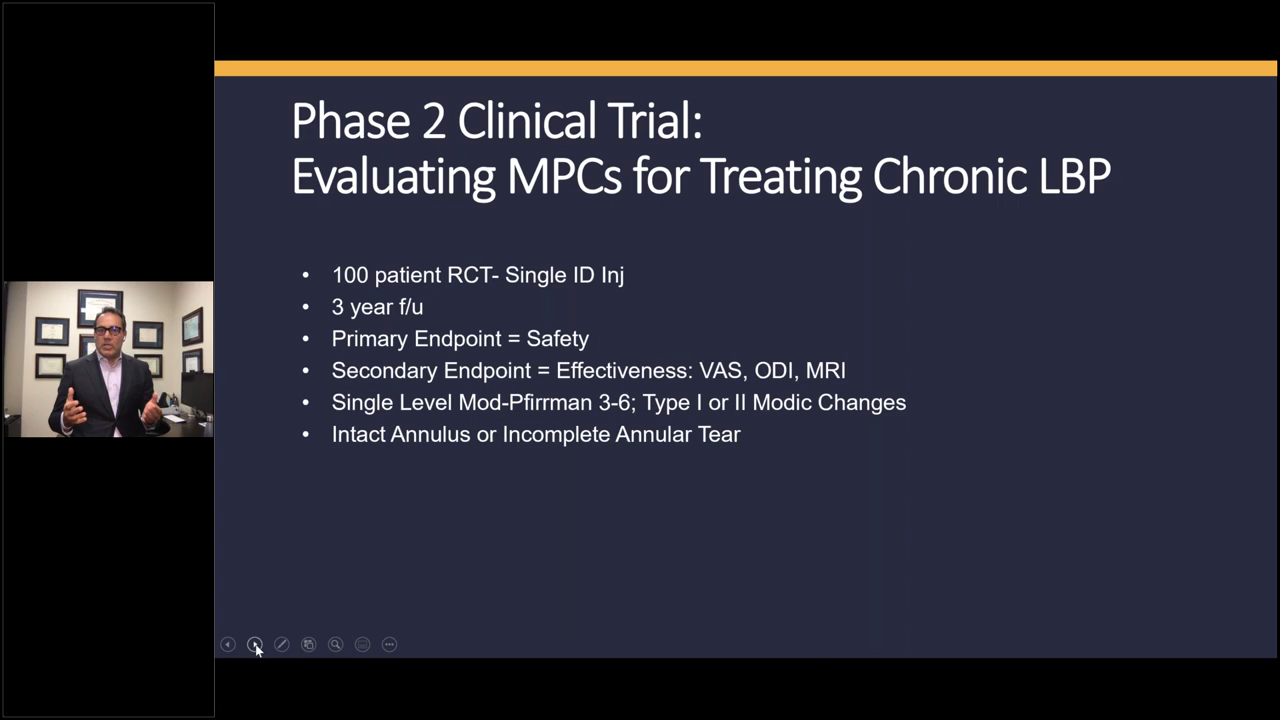 Phase 2 Clinical Trial:
Evaluating MPCs for Treating Chronic LBP
• 100 patient RCT- Single ID Inj
• 3 year f/u
• Primary Endpoint = Safety
• Secondary Endpoint = Effectiveness: VAS, ODI, MRI
• Single Level Mod-Pfirrman 3-6; Type I or II Modic Changes
• Intact Annulus or Incomplete Annular Tear